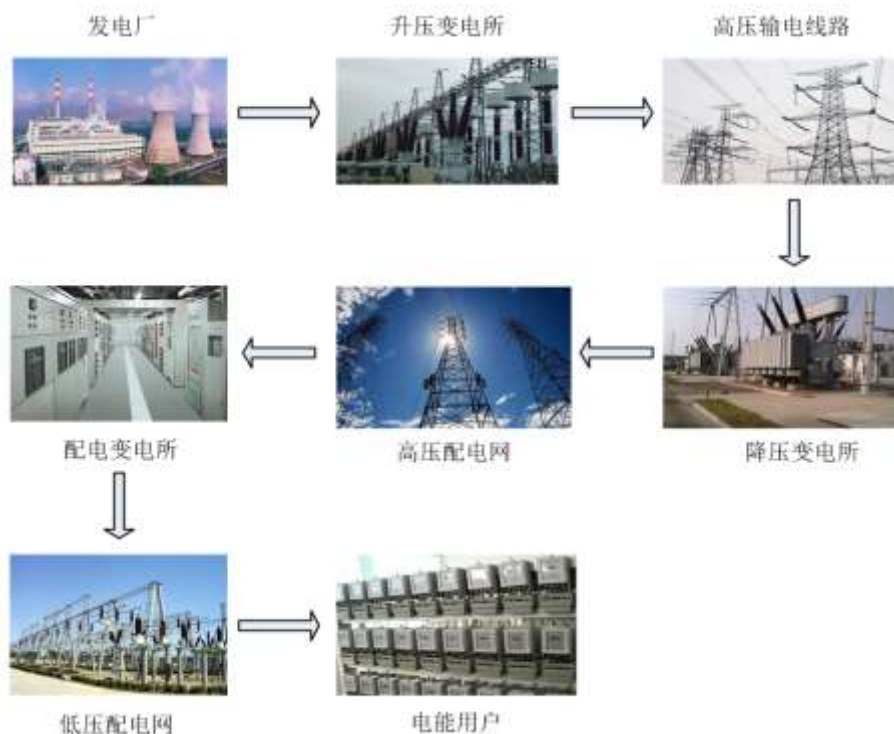 发电厂
升压变电所
高压输电线路
配电变电所
高压配电网
降压变电所
低压配电网
电能用户